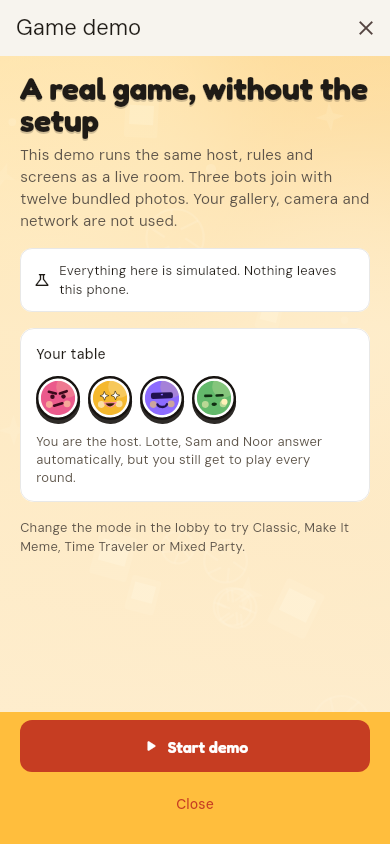 Game demo
A real game, without the
setup
This demo runs the same host, rules and
screens as a live room. Three bots join with
twelve bundled photos. Your gallery, camera and
network are not used.
Everything here is simulated. Nothing leaves
this phone.
Your table
You are the host. Lotte, Sam and Noor answer
automatically, but you still get to play every
round.
Change the mode in the lobby to try Classic, Make It
Meme, Time Traveler or Mixed Party.
Start demo
Close